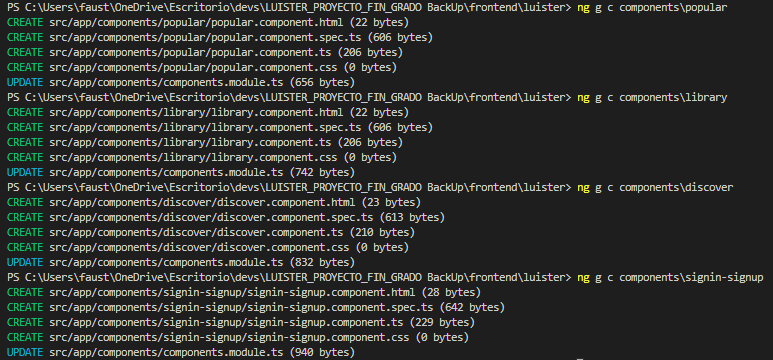 PS C:\Users\faust\OneDrive\Escritorio\devs\LUISTER_PROYECTO_FIN_GRADO BackUp\frontend\luister> ng g c components\popular
CREATE src/app/components/popular/popular.component.html (22 bytes)
CREATE src/app/components/popular/popular.component.spec.ts (606 bytes)
CREATE src/app/components/popular/popular.component.ts (206 bytes)
CREATE src/app/components/popular/popular.component.css (0 bytes)
UPDATE src/app/components/components.module.ts (656 bytes)
PS C:\Users\faust\OneDrive\Escritorio\devs\LUISTER_PROYECTO_FIN_GRADO BackUp\frontend\luister> ng g c components\library
CREATE src/app/components/library/library.component.html (22 bytes)
CREATE src/app/components/library/library.component.spec.ts (606 bytes)
CREATE src/app/components/library/library.component.ts (206 bytes)
CREATE src/app/components/library/library.component.css (0 bytes)
UPDATE src/app/components/components.module.ts (742 bytes)
PS C:\Users\faust\OneDrive\Escritorio\devs\LUISTER_PROYECTO_FIN_GRADO BackUp\frontend\luister> ng g c components\discover
CREATE src/app/components/discover/discover.component.html (23 bytes)
CREATE src/app/components/discover/discover.component.spec.ts (613 bytes)
CREATE src/app/components/discover/discover.component.ts (210 bytes)
CREATE src/app/components/discover/discover.component.css (0 bytes)
UPDATE src/app/components/components.module.ts (832 bytes)
PS C:\Users\faust\OneDrive\Escritorio\devs\LUISTER_PROYECTO_FIN_GRADO BackUp\frontend\luister> ng g c components\signin-signup
CREATE src/app/components/signin-signup/signin-signup.component.html (28 bytes)
CREATE src/app/components/signin-signup/signin-signup.component.spec.ts (642 bytes)
CREATE src/app/components/signin-signup/signin-signup.component.ts (229 bytes)
CREATE src/app/components/signin-signup/signin-signup.component.css (0 bytes)
UPDATE src/app/components/components.module.ts (940 bytes)